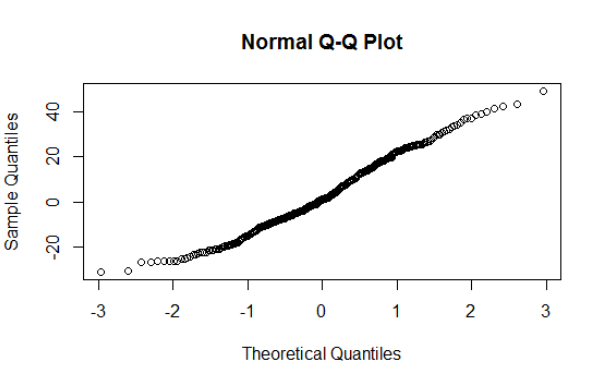 Normal Q-Q Plot
Sample Quantiles
40
20
0
-20
-3 -2 -1 0 1 2 3
Theoretical Quantiles